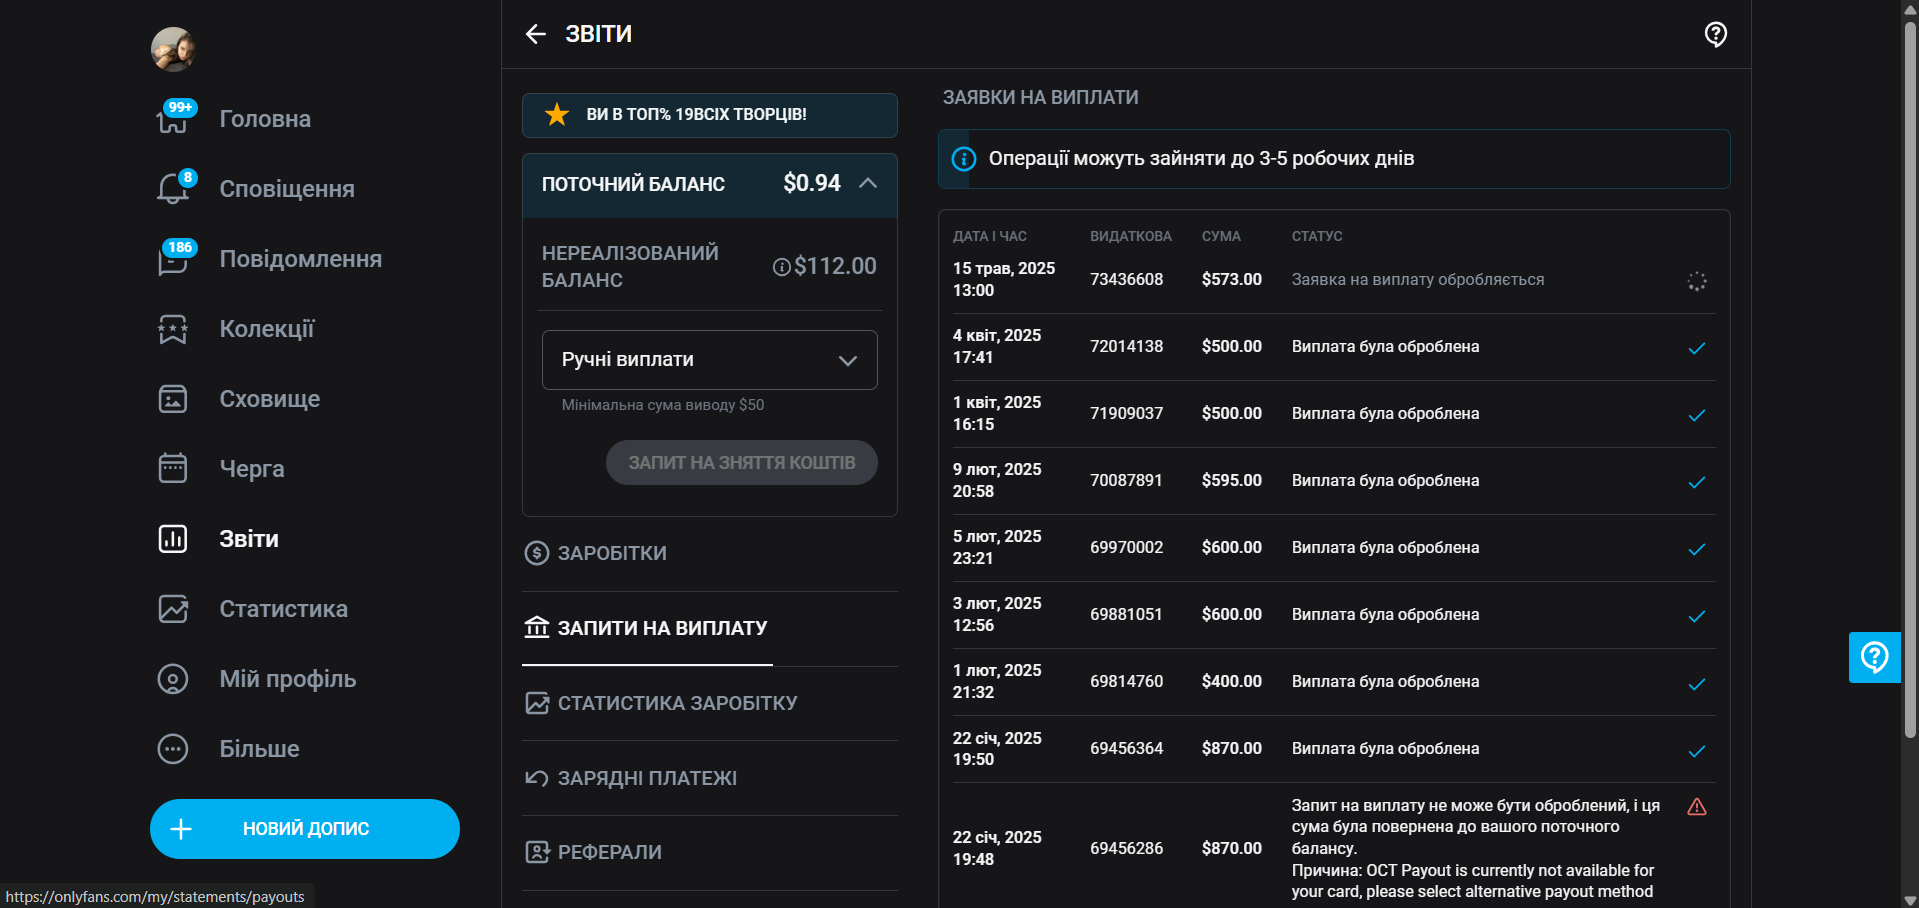 99+
Головна
8
Сповіщення
186
Повідомлення
Колекції
Сховище
Черга
Звіти
Статистика
Мій профіль
Більше
НОВИЙ ДОПИС
https://onlyfans.com/my/statements/payouts
ЗВІТИ
ВИ В ТОП% 19ВСІХ ТВОРЦІВ!
ПОТОЧНИЙ БАЛАНС $0.94
НЕРЕАЛІЗОВАНИЙ
БАЛАНС
$112.00
Ручні виплати
Мінімальна сума виводу $50
ЗАПИТ НА ЗНЯТТЯ КОШТІВ
ЗАРОБІТКИ
ЗАПИТИ НА ВИПЛАТУ
СТАТИСТИКА ЗАРОБІТКУ
ЗАРЯДНІ ПЛАТЕЖІ
РЕФЕРАЛИ
ЗАЯВКИ НА ВИПЛАТИ
Операції можуть зайняти до 3-5 робочих днів
ДАТА І ЧАС ВИДАТКОВА СУМА СТАТУС
15 трав, 2025
13:00
73436608 $573.00 Заявка на виплату обробляється
4 квіт, 2025
17:41
72014138 $500.00 Виплата була оброблена
1 квіт, 2025
16:15
71909037 $500.00 Виплата була оброблена
9 лют, 2025
20:58
70087891 $595.00 Виплата була оброблена
5 лют, 2025
23:21
69970002 $600.00 Виплата була оброблена
3 лют, 2025
12:56
69881051 $600.00 Виплата була оброблена
1 лют, 2025
21:32
69814760 $400.00 Виплата була оброблена
22 січ, 2025
19:50
69456364 $870.00 Виплата була оброблена
22 січ, 2025
19:48
69456286 $870.00
Запит на виплату не може бути оброблений, і ця
сума була повернена до вашого поточного
балансу.
Причина: OCT Payout is currently not available for
your card, please select alternative payout method